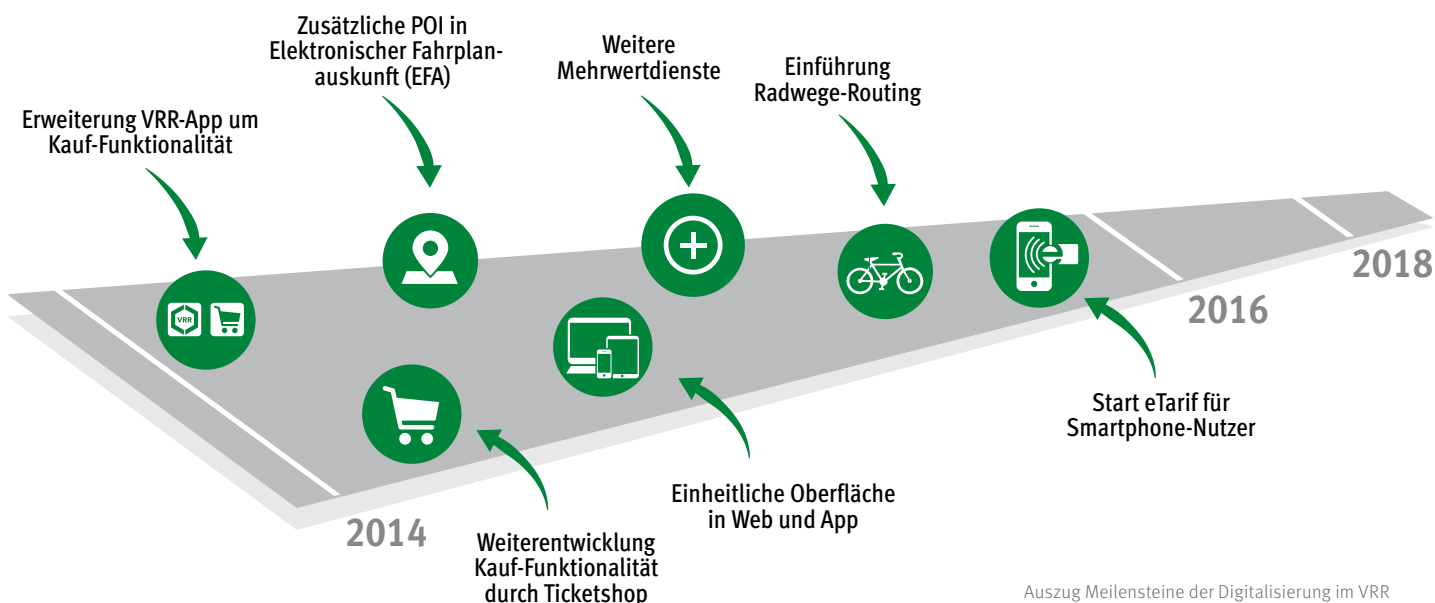 Zusätzliche POI in
Elektronischer Fahrplan-
auskunft (EFA)
Weitere
Mehrwertdienste
Einführung
Radwege-Routing
Erweiterung VRR-App um
Kauf-Funktionalität
VRR
2018
2016
Start eTarif für
Smartphone-Nutzer
Einheitliche Oberfläche
in Web und App
2014
Weiterentwicklung
Kauf-Funktionalität
durch Ticketshop
Auszug Meilensteine der Digitalisierung im VRR